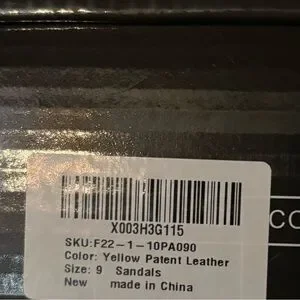 X003H3G115
SKU:F22-1-10PA090
Color: Yellow Patent Leather
Size: 9 Sandals
New made in China